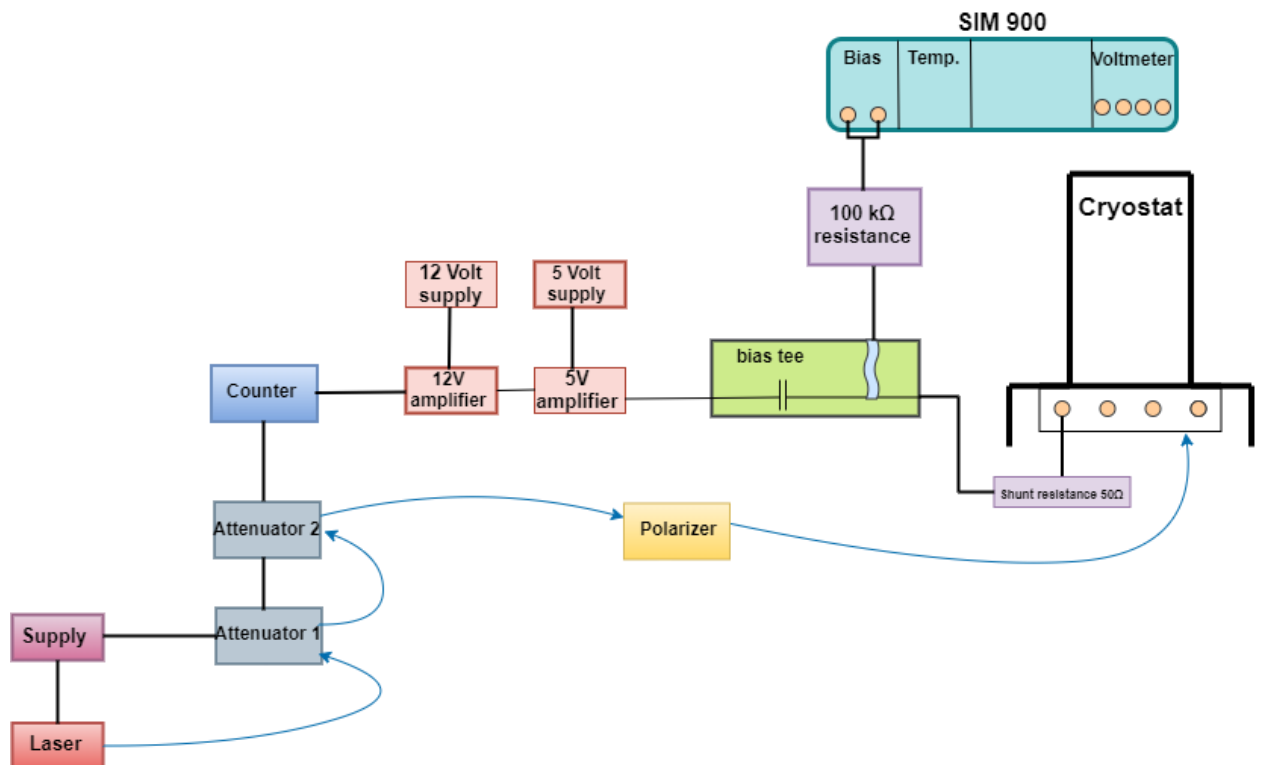 SIM 900
Bias
Temp.
Voltmeter
100 kΩ
resistance
Cryostat
12 Volt
supply
5 Volt
supply
bias tee
Counter
12V
amplifier
5V
amplifier
Shunt resistance 50Ω
Attenuator 2
Polarizer
Supply
Attenuator 1
Laser